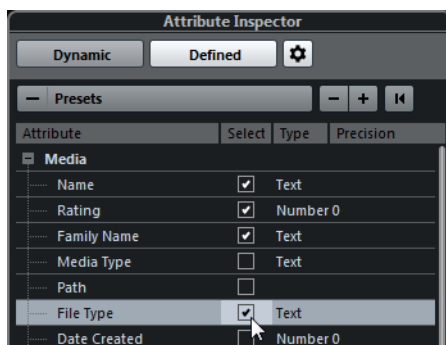 Attribute Inspector
Dynamic Defined
Presets
Attribute Select Type Precision
Media
Name Text
Rating Number 0
Family Name Text
Media Type Text
Path
File Type Text
Date Created Number 0